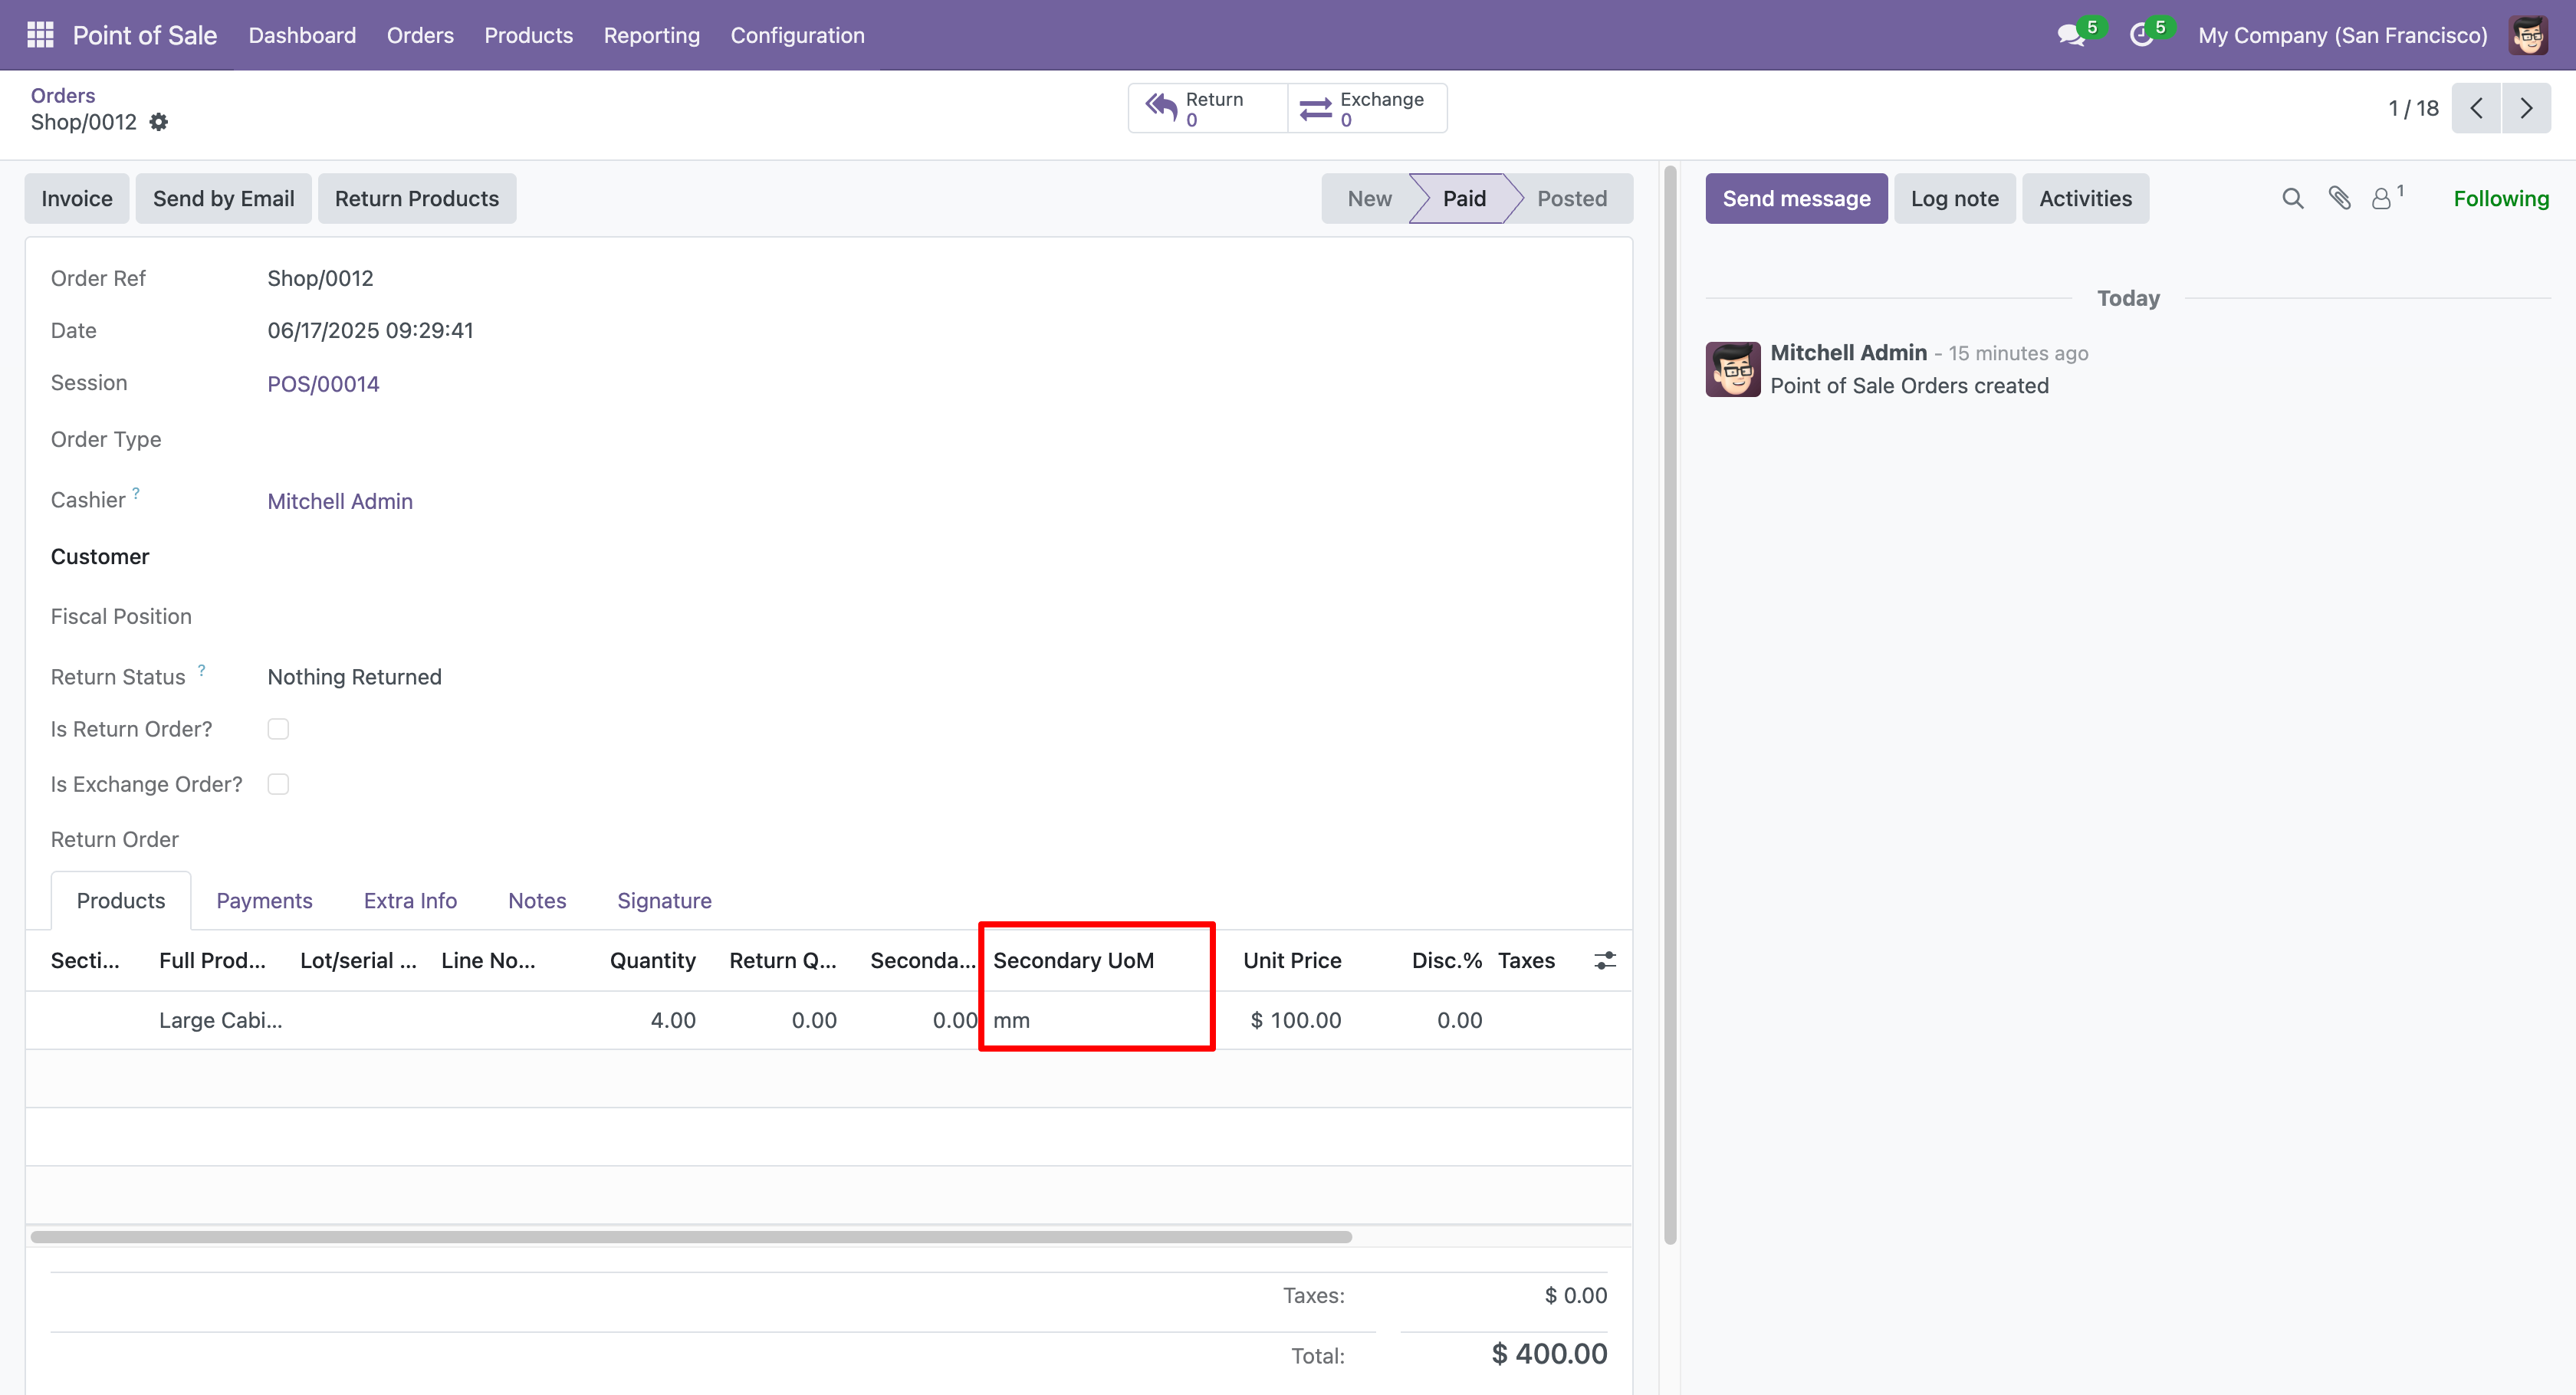 Point of Sale Dashboard Orders Products Reporting Configuration 5 5 My Company (San Francisco)
Orders
Shop/0012
Return
0
Exchange
0
1 / 18
Invoice Send by Email Return Products
New Paid Posted
Send message Log note Activities 1 Following
Order Ref Shop/0012
Date 06/17/2025 09:29:41
Session POS/00014
Order Type
Cashier ? Mitchell Admin
Customer
Fiscal Position
Return Status ? Nothing Returned
Is Return Order?
Is Exchange Order?
Return Order
Today
Mitchell Admin - 15 minutes ago
Point of Sale Orders created
Products Payments Extra Info Notes Signature
Secti... Full Prod... Lot/serial ... Line No... Quantity Return Q... Seconda... Secondary UoM Unit Price Disc.% Taxes
Large Cabi... 4.00 0.00 0.00 mm $ 100.00 0.00
Taxes: $ 0.00
Total: $ 400.00